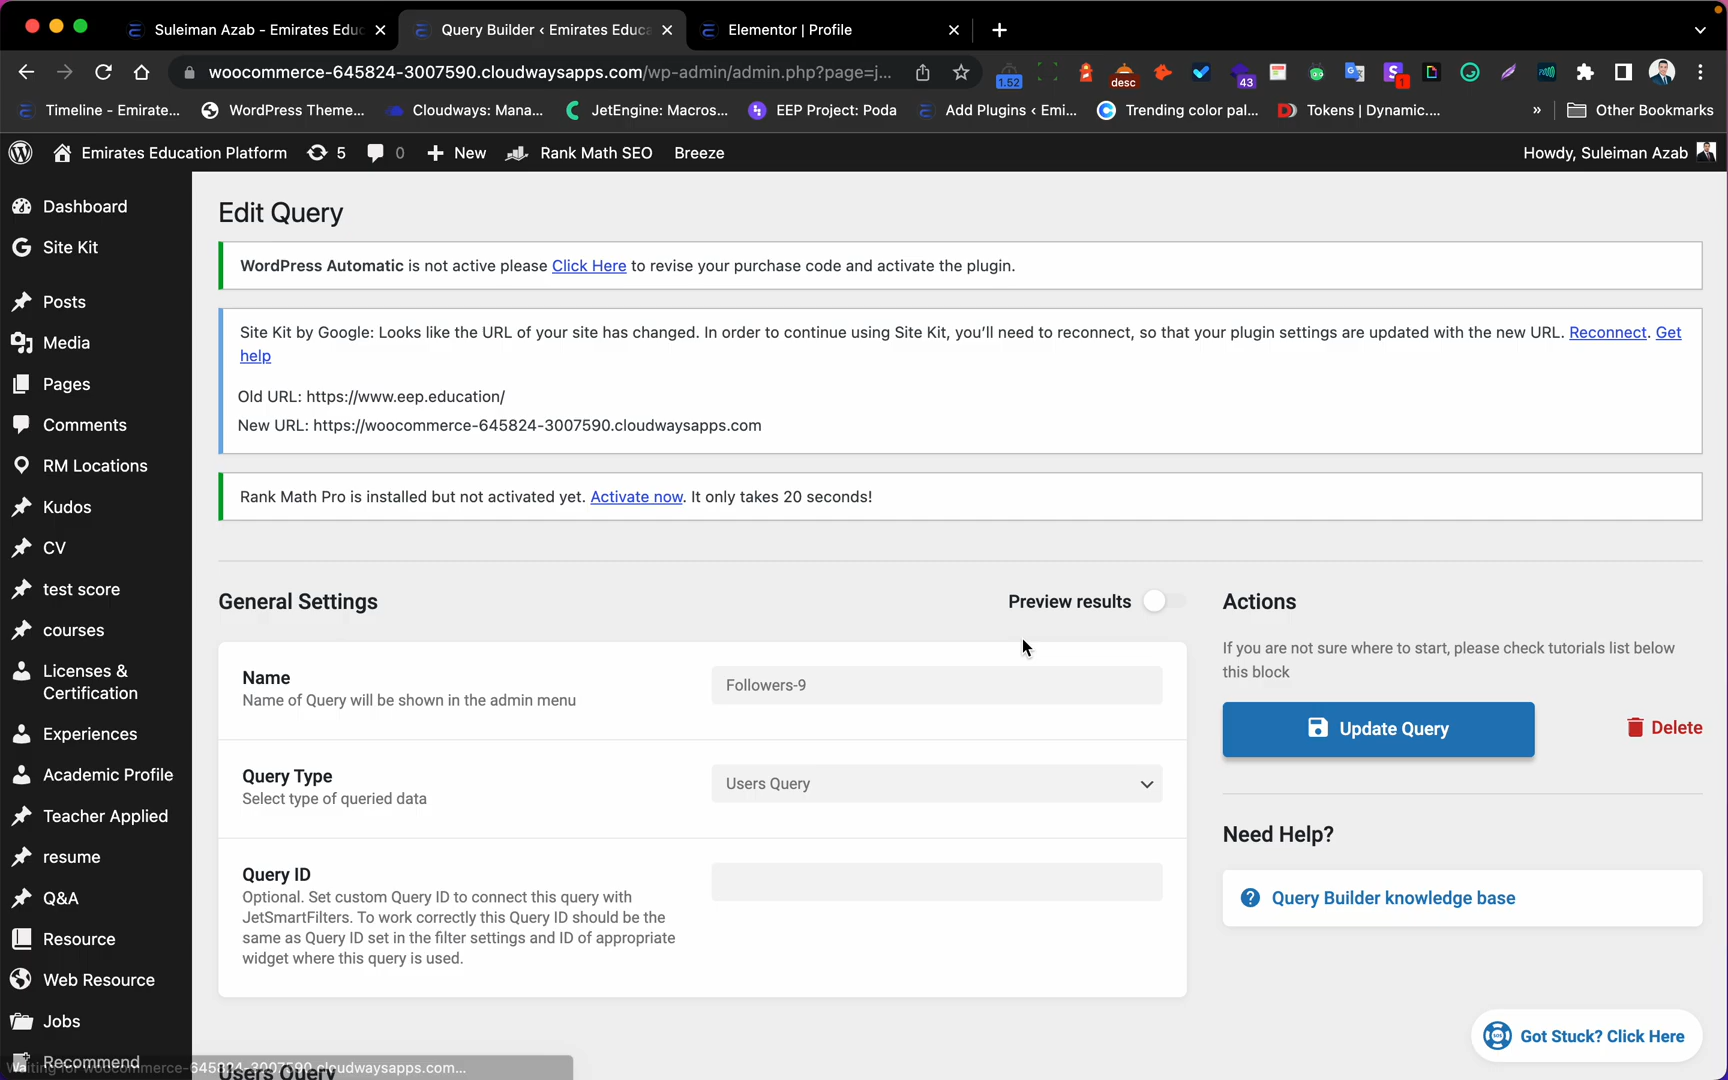 Suleiman Azab - Emirates Edu
Query Builder ‹ Emirates Educa
Elementor | Profile
woocommerce-645824-3007590.cloudwaysapps.com/wp-admin/admin.php?page=j...
1.52
desc
43
1
Timeline - Emirate...
WordPress Theme...
Cloudways: Mana...
JetEngine: Macros...
EEP Project: Poda
Add Plugins ‹ Emi...
Trending color pal...
Tokens | Dynamic....
»
Other Bookmarks
Emirates Education Platform
5
0
New
Rank Math SEO
Breeze
Howdy, Suleiman Azab
Dashboard
Site Kit
Posts
Media
Pages
Comments
RM Locations
Kudos
CV
test score
courses
Licenses &
Certification
Experiences
Academic Profile
Teacher Applied
resume
Q&A
Resource
Web Resource
Jobs
Recommend
Edit Query
WordPress Automatic is not active please Click Here to revise your purchase code and activate the plugin.
Site Kit by Google: Looks like the URL of your site has changed. In order to continue using Site Kit, you’ll need to reconnect, so that your plugin settings are updated with the new URL. Reconnect. Get
help
Old URL: https://www.eep.education/
New URL: https://woocommerce-645824-3007590.cloudwaysapps.com
Rank Math Pro is installed but not activated yet. Activate now. It only takes 20 seconds!
General Settings
Preview results
Name
Name of Query will be shown in the admin menu
Followers-9
Query Type
Select type of queried data
Users Query
Query ID
Optional. Set custom Query ID to connect this query with
JetSmartFilters. To work correctly this Query ID should be the
same as Query ID set in the filter settings and ID of appropriate
widget where this query is used.
Users Query
Actions
If you are not sure where to start, please check tutorials list below
this block
Update Query
Delete
Need Help?
Query Builder knowledge base
Got Stuck? Click Here
Waiting for woocommerce-645824-3007590.cloudwaysapps.com...